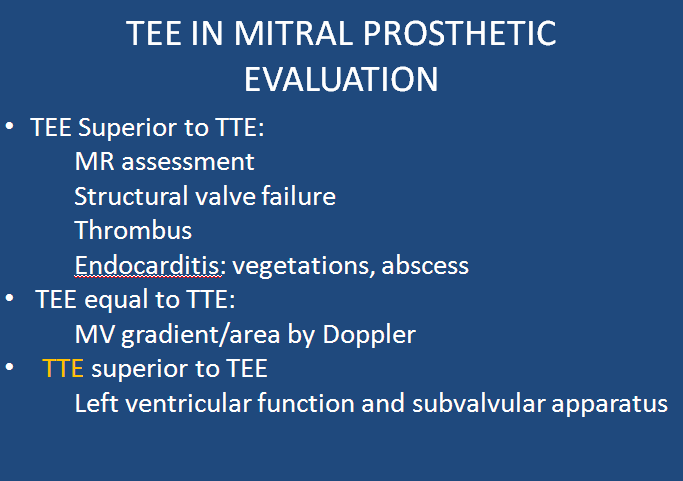 TEE IN MITRAL PROSTHETIC
EVALUATION
• TEE Superior to TTE:
MR assessment
Structural valve failure
Thrombus
Endocarditis: vegetations, abscess
• TEE equal to TTE:
MV gradient/area by Doppler
• TTE superior to TEE
Left ventricular function and subvalvular apparatus